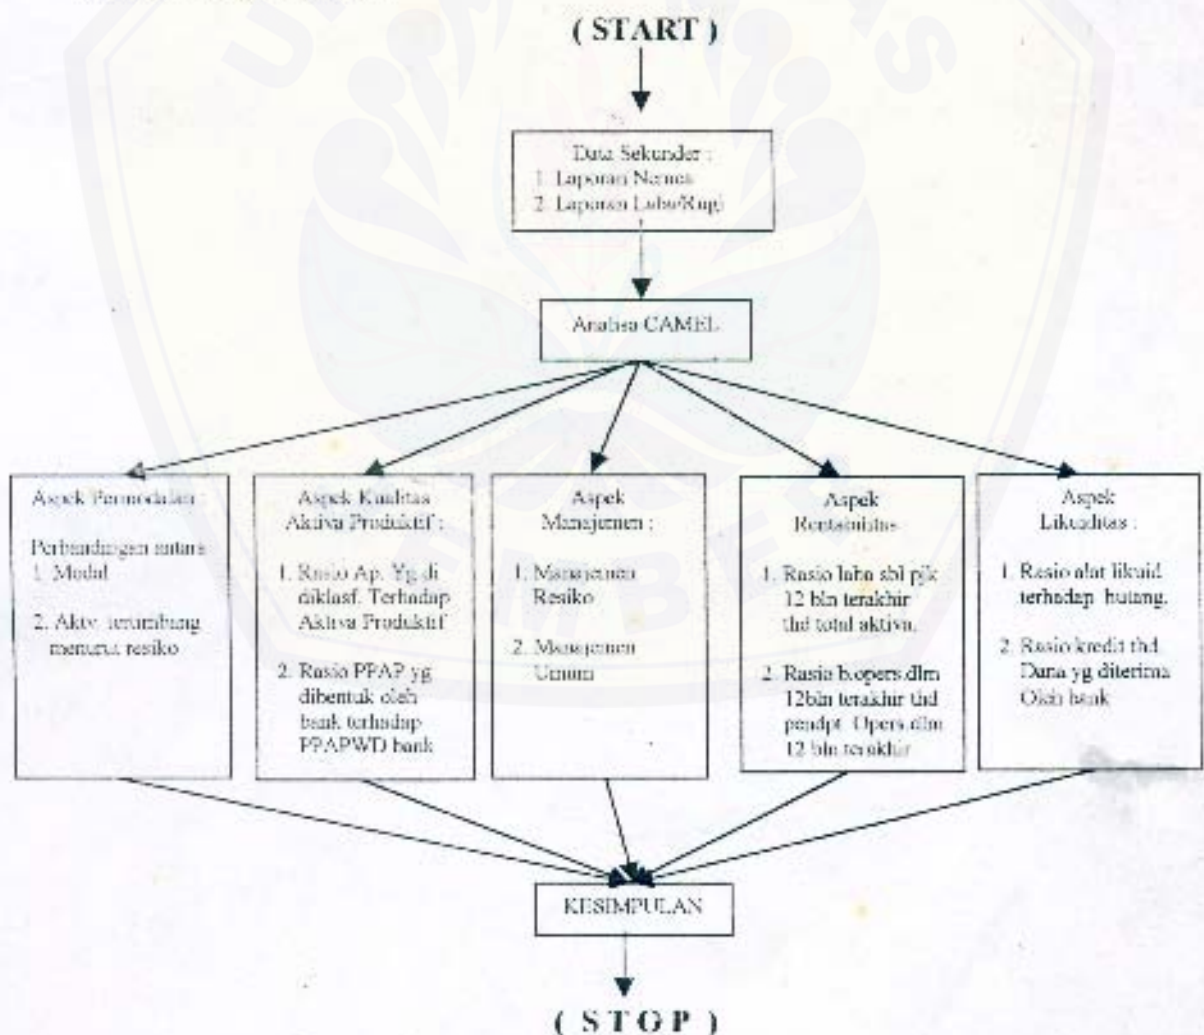 ( START )
Data Sekunder :
1. Laporan Neraca
2. Laporan Laba/Rugi
Analisa CAMEL
Aspek Permodalan :
Perbandingan antara
1. Modal
2. Aktv. tertimbang
menurut resiko
Aspek Kualitas
Aktiva Produktif :
1. Rasio Ap. Yg di
diklasf. Terhadap
Aktiva Produktif
2. Rasio PPAP yg
dibentuk oleh
bank terhadap
PPAPWD bank
Aspek
Manajemen :
1. Manajemen
Resiko
2. Manajemen
Umum
Aspek
Rentabilitas
1. Rasio laba sbl pjk
12 bln terakhir
thd total aktiva.
2. Rasio b.opers.dlm
12bln terakhir thd
pendpt. Opers.dlm
12 bln terakhir
Aspek
Likuiditas :
1. Rasio alat likuid
terhadap hutang.
2. Rasio kredit thd.
Dana yg diterima
Oleh bank
KESIMPULAN
( S T O P )